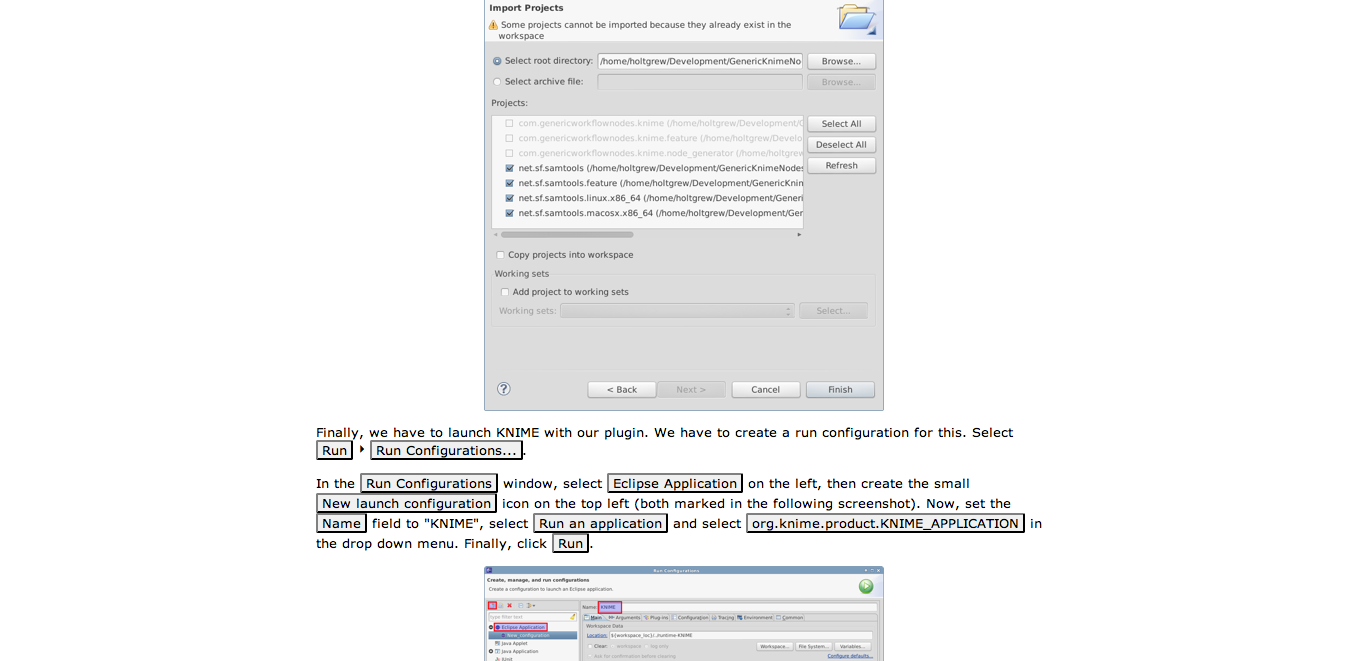 Import Projects
Some projects cannot be imported because they already exist in the
workspace
Select root directory: /home/holtgrew/Development/GenericKnimeNo Browse...
Select archive file: Browse...
Projects:
com.genericworkflownodes.knime (/home/holtgrew/Development/G Select All
com.genericworkflownodes.knime.feature (/home/holtgrew/Develo
com.genericworkflownodes.knime.node_generator (/home/holtgrew Deselect All
net.sf.samtools (/home/holtgrew/Development/GenericKnimeNodes Refresh
net.sf.samtools.feature (/home/holtgrew/Development/GenericKnim
net.sf.samtools.linux.x86_64 (/home/holtgrew/Development/Generi
net.sf.samtools.macosx.x86_64 (/home/holtgrew/Development/Ger
Copy projects into workspace
Working sets
Add project to working sets
Working sets: Select...
< Back Next > Cancel Finish
Finally, we have to launch KNIME with our plugin. We have to create a run configuration for this. Select
Run ‣ Run Configurations....
In the Run Configurations window, select Eclipse Application on the left, then create the small
New launch configuration icon on the top left (both marked in the following screenshot). Now, set the
Name field to "KNIME", select Run an application and select org.knime.product.KNIME_APPLICATION in
the drop down menu. Finally, click Run.
Run Configurations
Create, manage, and run configurations
Create a configuration to launch an Eclipse application.
Name: KNIME
type filter text Main Arguments Plug-ins Configuration Tracing Environment Common
Eclipse Application Workspace Data
New_configuration Location: ${workspace_loc}/../runtime-KNIME
Java Applet Clear: workspace log only Workspace... File System... Variables...
Java Application Ask for confirmation before clearing Configure defaults...